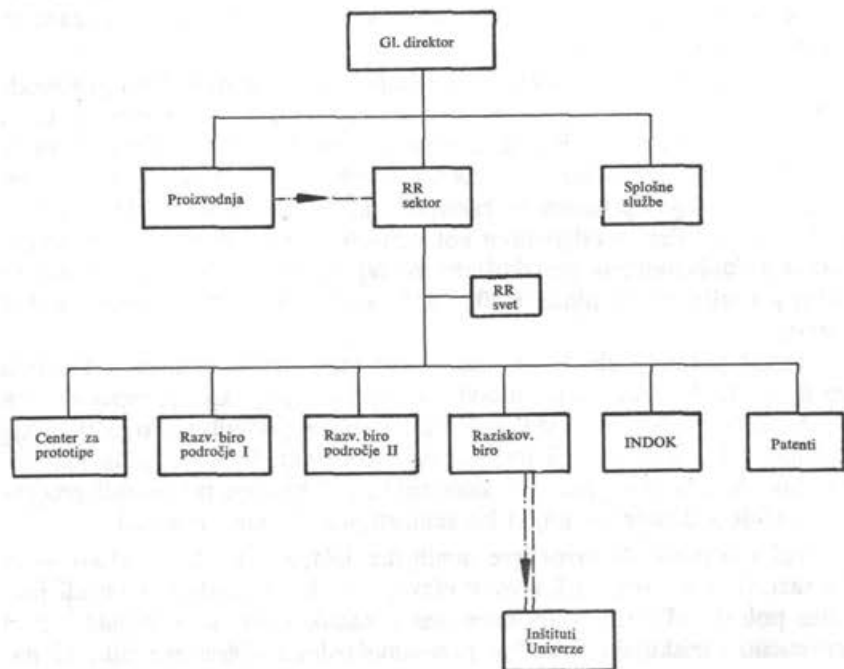 Gl. direktor
Proizvodnja
RR
sektor
Splošne
službe
RR
svet
Center za
prototipe
Razv. biro
področje I
Razv. biro
področje II
Raziskov.
biro
INDOK
Patenti
Inštituti
Univerze